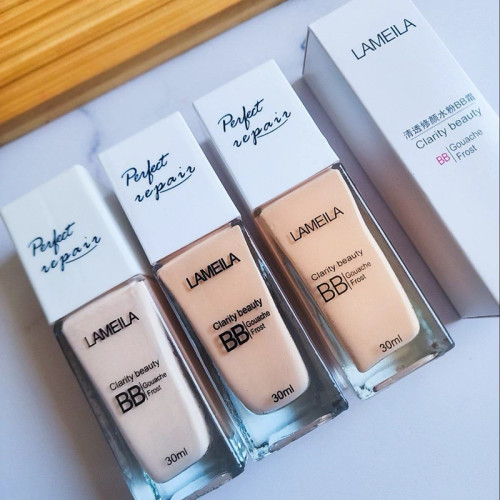 Perfect
repair
LAMEILA
Clarity beauty
BB Gouache
Frost
30ml
Perfect
repair
LAMEILA
Clarity beauty
BB Gouache
Frost
30ml
Perfect
repair
LAMEILA
Clarity beauty
BB Gouache
Frost
30ml
LAMEILA
清透修颜水粉BB霜
Clarity beauty
BB Gouache
Frost